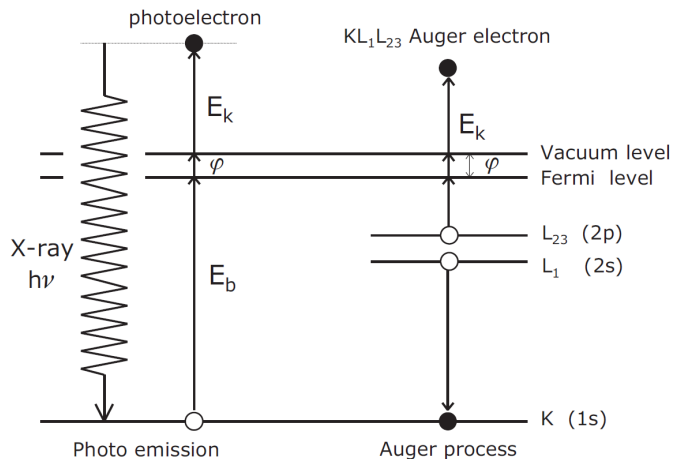 photoelectron
KL₁L₂₃ Auger electron
Eₖ
Eₖ
φ
φ
Vacuum level
Fermi level
L₂₃ (2p)
X-ray
hν
E_b
L₁ (2s)
K (1s)
Photo emission
Auger process